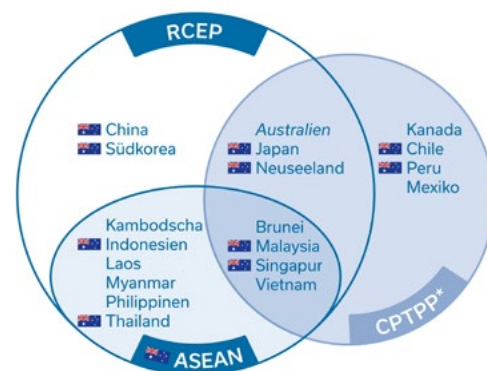 RCEP
China
Südkorea
Australien
Japan
Neuseeland
Kanada
Chile
Peru
Mexiko
Kambodscha
Indonesien
Laos
Myanmar
Philippinen
Thailand
Brunei
Malaysia
Singapur
Vietnam
ASEAN
CPTPP*